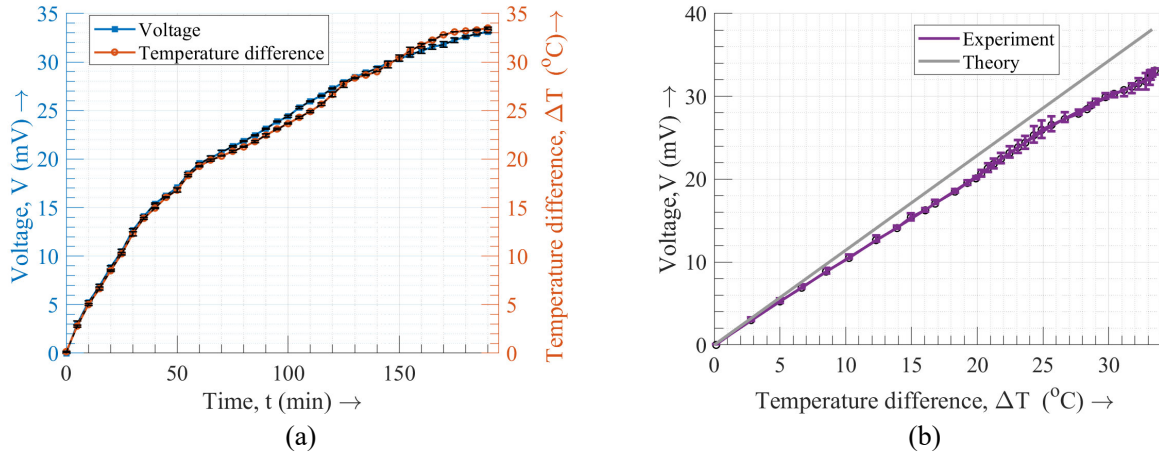 Voltage
Temperature difference
35
30
25
20
15
10
5
0
Voltage, V (mV) →
35
30
25
20
15
10
5
0
Temperature difference, ΔT (°C)→
0
50
100
150
Time, t (min) →
(a)
Experiment
Theory
40
30
20
10
0
Voltage,V (mV) →
0
5
10
15
20
25
30
Temperature difference, ΔT (°C) →
(b)